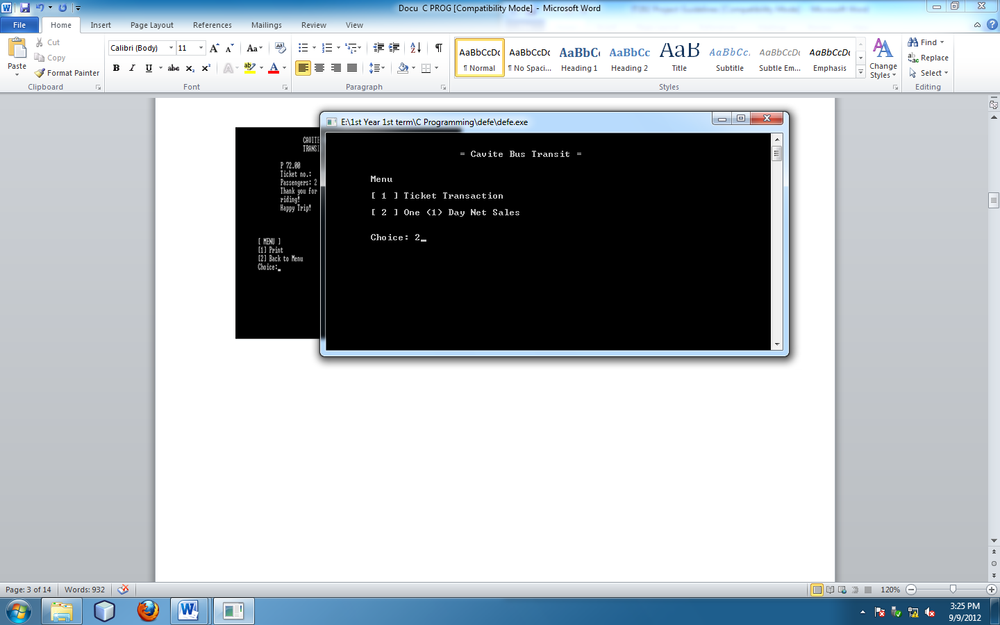 Docu  C PROG [Compatibility Mode]  -  Microsoft Word
File Home Insert Page Layout References Mailings Review View
Paste
Cut
Copy
Format Painter
Clipboard
Calibri (Body) 11
Font
Paragraph
AaBbCcDc AaBbCcDc AaBbCc AaBbCc AaB AaBbCc. AaBbCcDc AaBbCcDc
¶ Normal ¶ No Spaci... Heading 1 Heading 2 Title Subtitle Subtle Em... Emphasis
Styles
Change Styles
Find
Replace
Select
Editing
CAVITE
TRANSI
P 72.00
Ticket no.:
Passengers: 2
Thank you for
riding!
Happy Trip!
[ MENU ]
[1] Print
[2] Back to Menu
Choice:_
E:\1st Year 1st term\C Programming\defe\defe.exe
= Cavite Bus Transit =
Menu
[ 1 ] Ticket Transaction
[ 2 ] One (1) Day Net Sales
Choice: 2_
Page: 3 of 14 Words: 932 120%
3:25 PM
9/9/2012